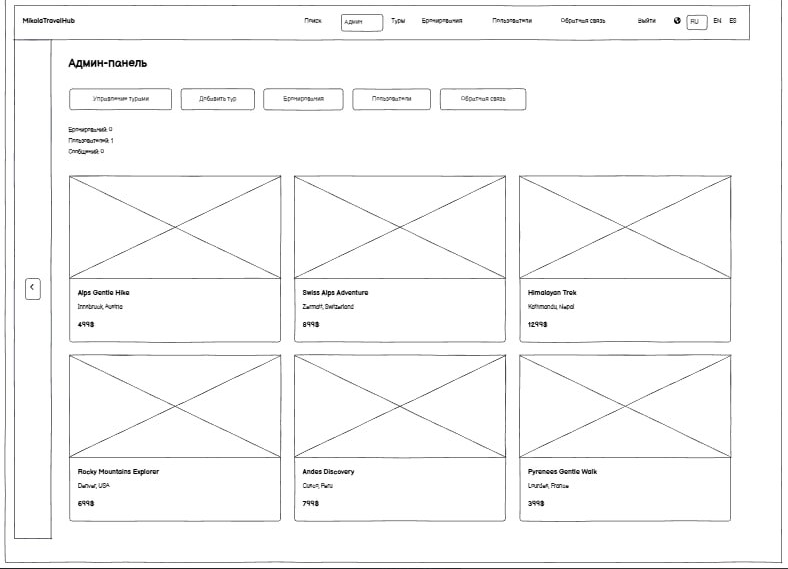 MikolaTravelHub Поиск Админ Туры Бронирования Пользователи Обратная связь Выйти RU EN ES
Админ-панель
Управление турами Добавить тур Бронирования Пользователи Обратная связь
Бронирований: 0
Пользователей: 1
Сообщений: 0
Alps Gentle Hike
Innsbruck, Austria
499$
Swiss Alps Adventure
Zermatt, Switzerland
899$
Himalayan Trek
Kathmandu, Nepal
1299$
Rocky Mountains Explorer
Denver, USA
699$
Andes Discovery
Cusco, Peru
799$
Pyrenees Gentle Walk
Lourdes, France
399$